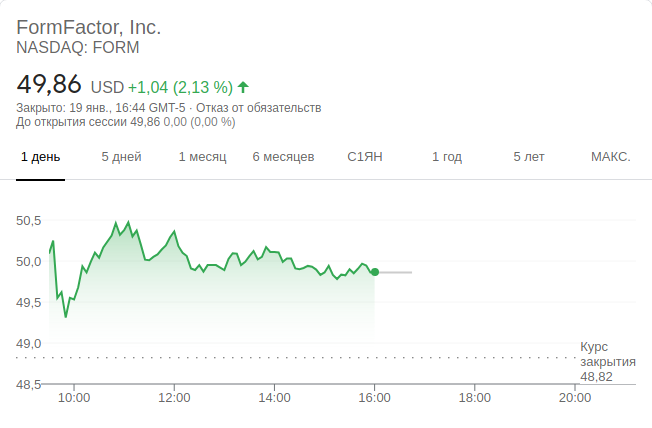 FormFactor, Inc.
NASDAQ: FORM
49,86 USD +1,04 (2,13 %)
Закрыто: 19 янв., 16:44 GMT-5 · Отказ от обязательств
До открытия сессии 49,86 0,00 (0,00 %)
1 день 5 дней 1 месяц 6 месяцев С1ЯН 1 год 5 лет МАКС.
50,5
50,0
49,5
49,0
Курс
закрытия
48,82
48,5
10:00 12:00 14:00 16:00 18:00 20:00